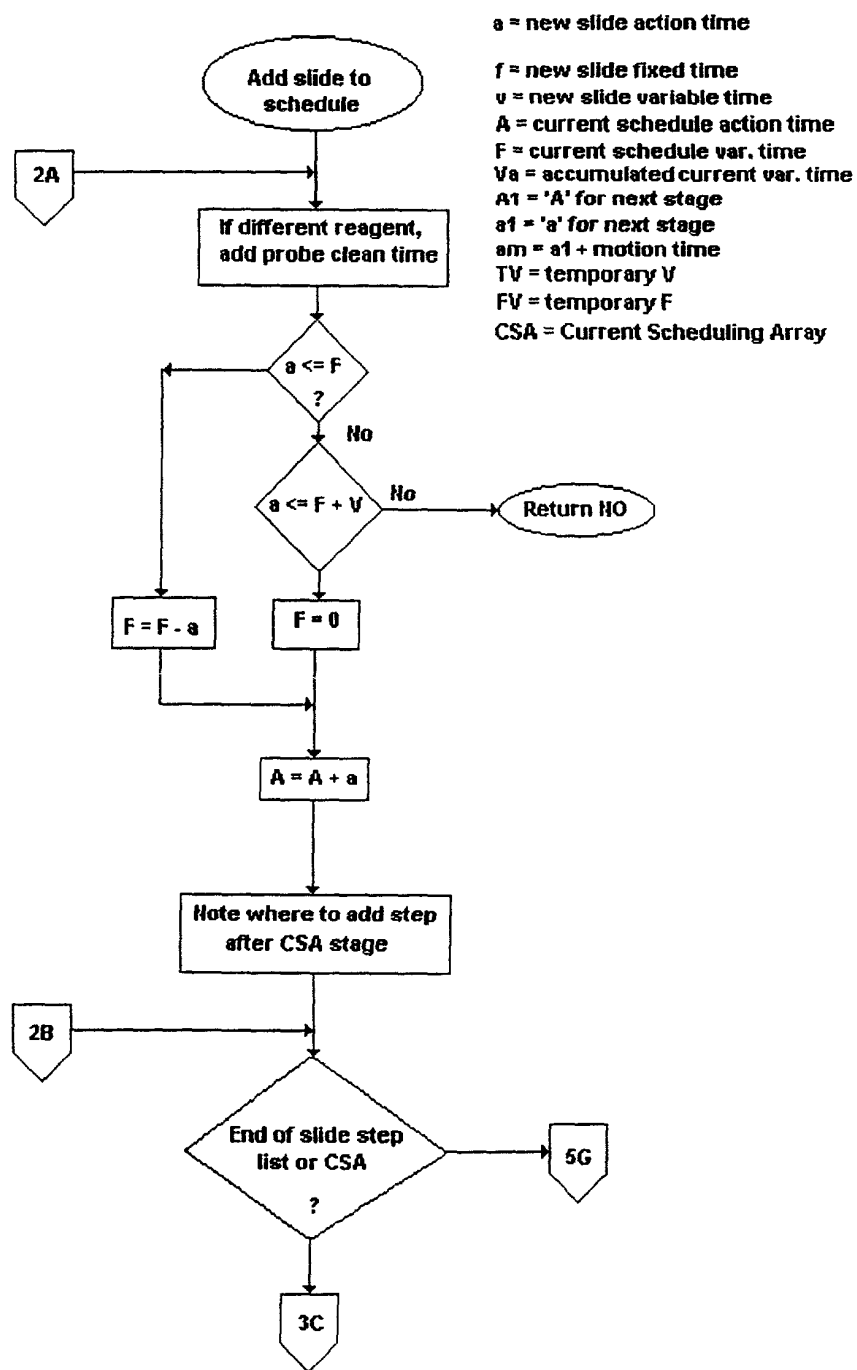 a = new slide action time
f = new slide fixed time
v = new slide variable time
A = current schedule action time
F = current schedule var. time
Va = accumulated current var. time
A1 = 'A' for next stage
a1 = 'a' for next stage
am = a1 + motion time
TV = temporary V
FV = temporary F
CSA = Current Scheduling Array
Add slide to
schedule
2A
If different reagent,
add probe clean time
a <= F
?
No
a <= F + V
No
Return NO
F = F - a
F = 0
A = A + a
Note where to add step
after CSA stage
2B
End of slide step
list or CSA
?
5G
3C